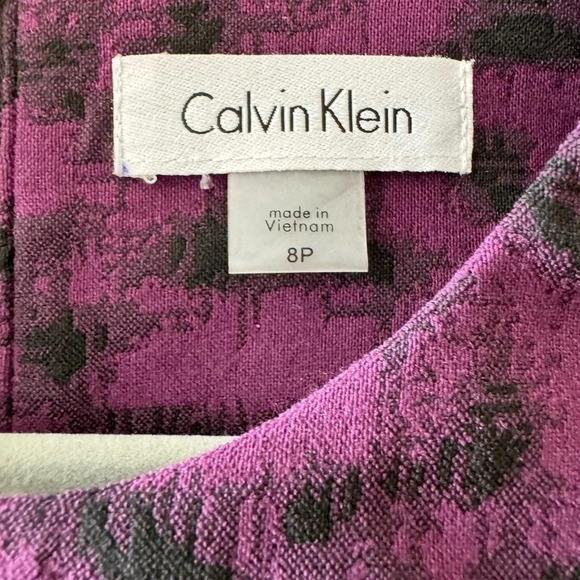 Calvin Klein
made in
Vietnam
8P